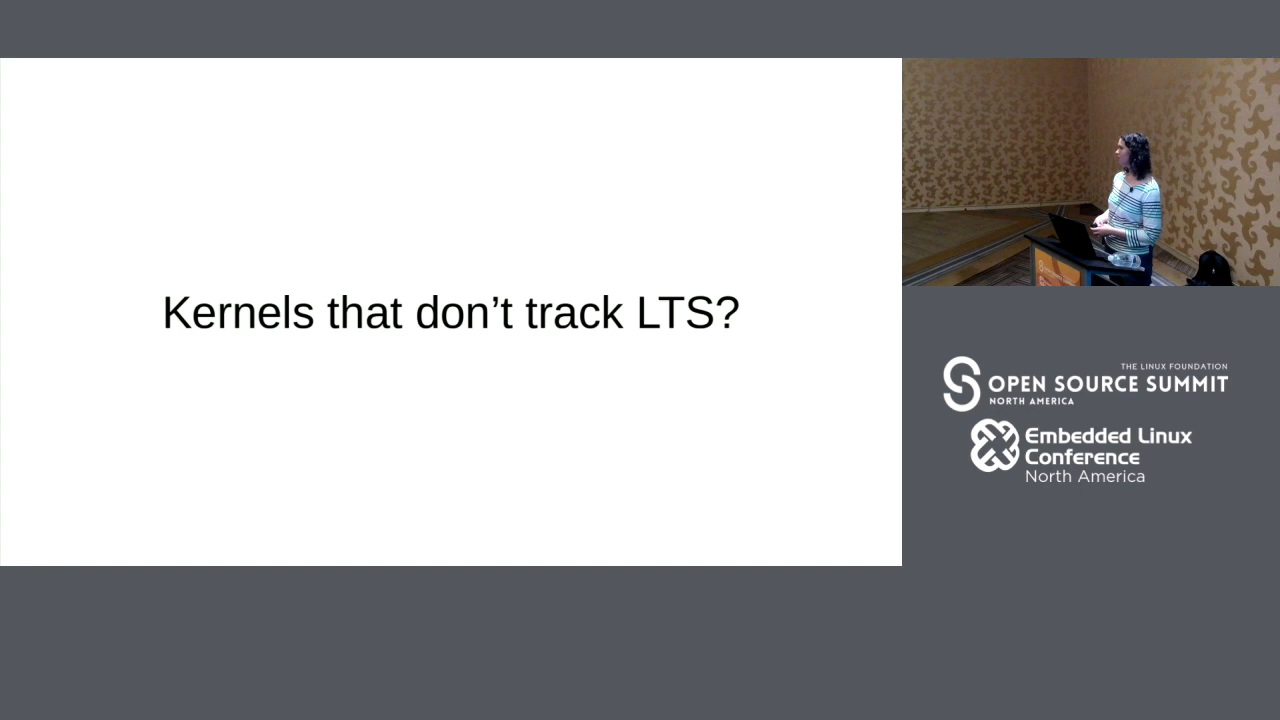 Kernels that don’t track LTS?
THE LINUX FOUNDATION
OPEN SOURCE SUMMIT
NORTH AMERICA
Embedded Linux
Conference
North America